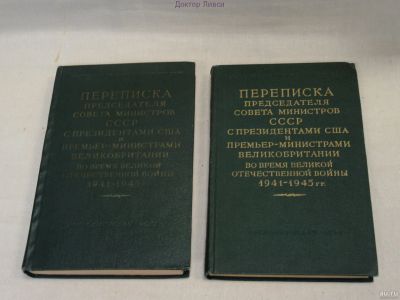 Доктор Ливси
ПЕРЕПИСКА
ПРЕДСЕДАТЕЛЯ
СОВЕТА МИНИСТРОВ
СССР
С ПРЕЗИДЕНТАМИ США
И
ПРЕМЬЕР-МИНИСТРАМИ
ВЕЛИКОБРИТАНИИ
ВО ВРЕМЯ ВЕЛИКОЙ
ОТЕЧЕСТВЕННОЙ ВОЙНЫ
1941-1945 ГГ.
ПЕРЕПИСКА
ПРЕДСЕДАТЕЛЯ
СОВЕТА МИНИСТРОВ
СССР
С ПРЕЗИДЕНТАМИ США
И
ПРЕМЬЕР-МИНИСТРАМИ
ВЕЛИКОБРИТАНИИ
ВО ВРЕМЯ ВЕЛИКОЙ
ОТЕЧЕСТВЕННОЙ ВОЙНЫ
1941-1945 ГГ.
au.ru